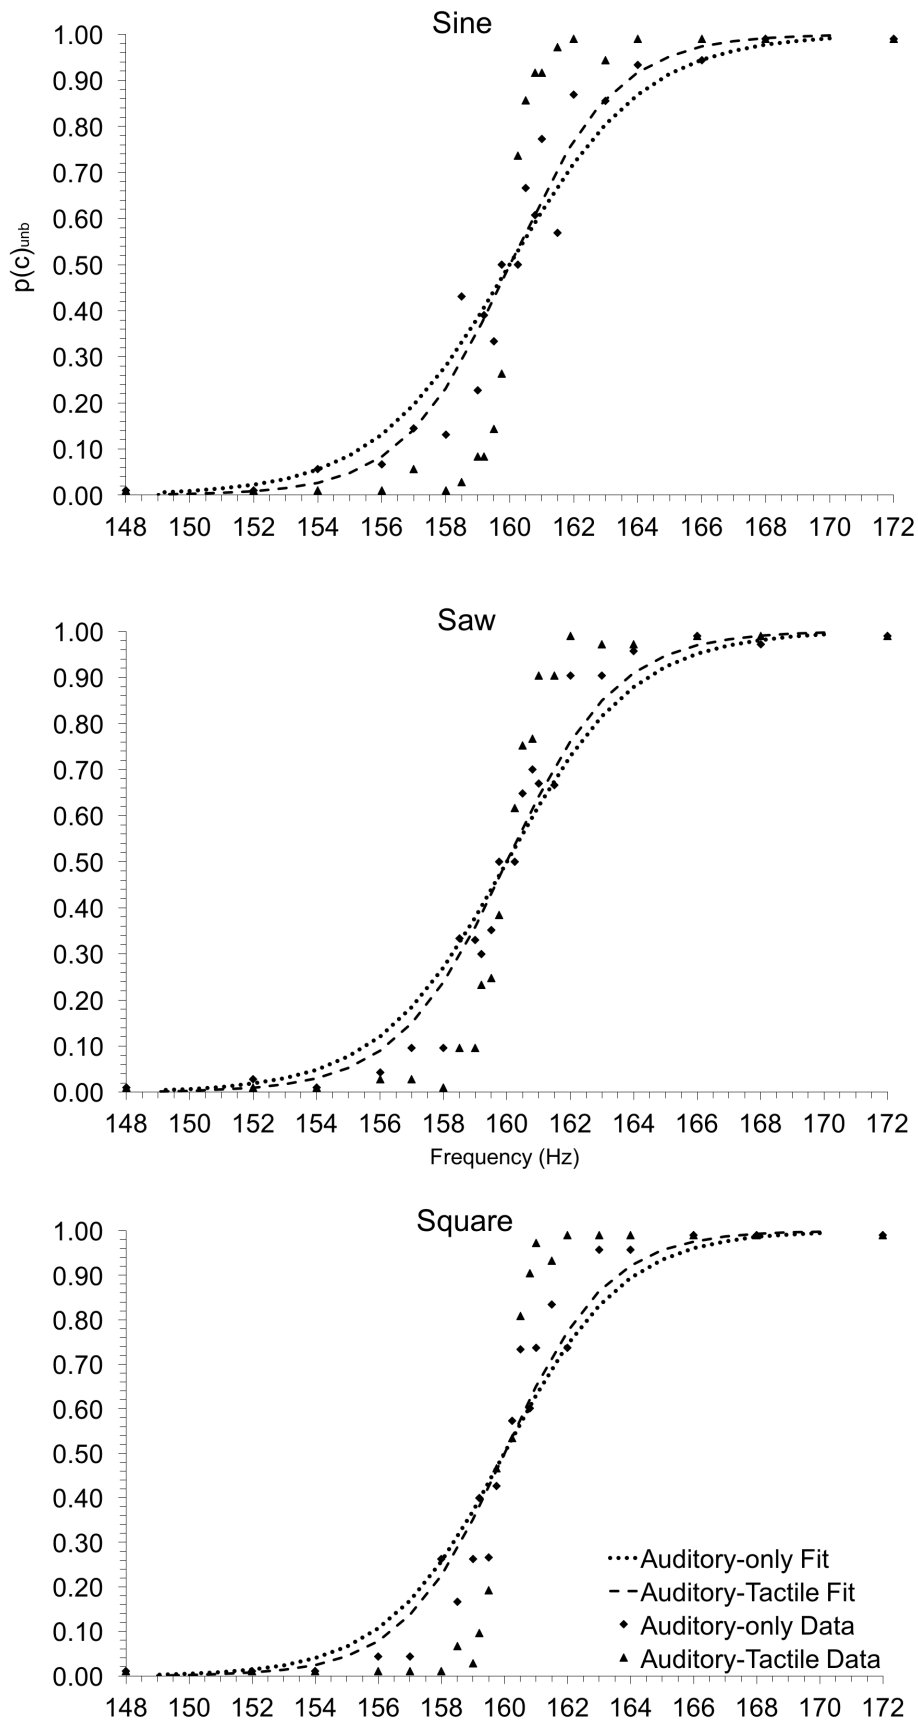 Sine
1.00
0.90
0.80
0.70
0.60
0.50
0.40
0.30
0.20
0.10
0.00
p(c)unb
148 150 152 154 156 158 160 162 164 166 168 170 172
Saw
1.00
0.90
0.80
0.70
0.60
0.50
0.40
0.30
0.20
0.10
0.00
148 150 152 154 156 158 160 162 164 166 168 170 172
Frequency (Hz)
Square
1.00
0.90
0.80
0.70
0.60
0.50
0.40
0.30
0.20
0.10
0.00
Auditory-only Fit
Auditory-Tactile Fit
Auditory-only Data
Auditory-Tactile Data
148 150 152 154 156 158 160 162 164 166 168 170 172